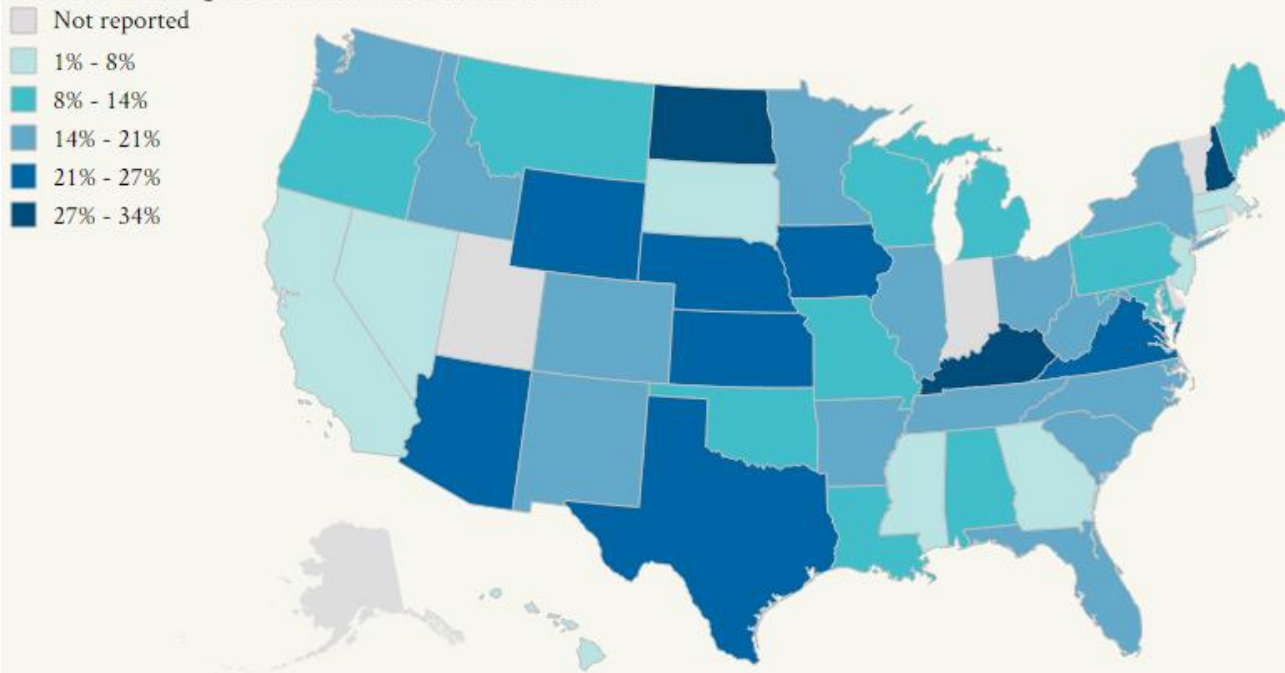 Not reported
1% - 8%
8% - 14%
14% - 21%
21% - 27%
27% - 34%